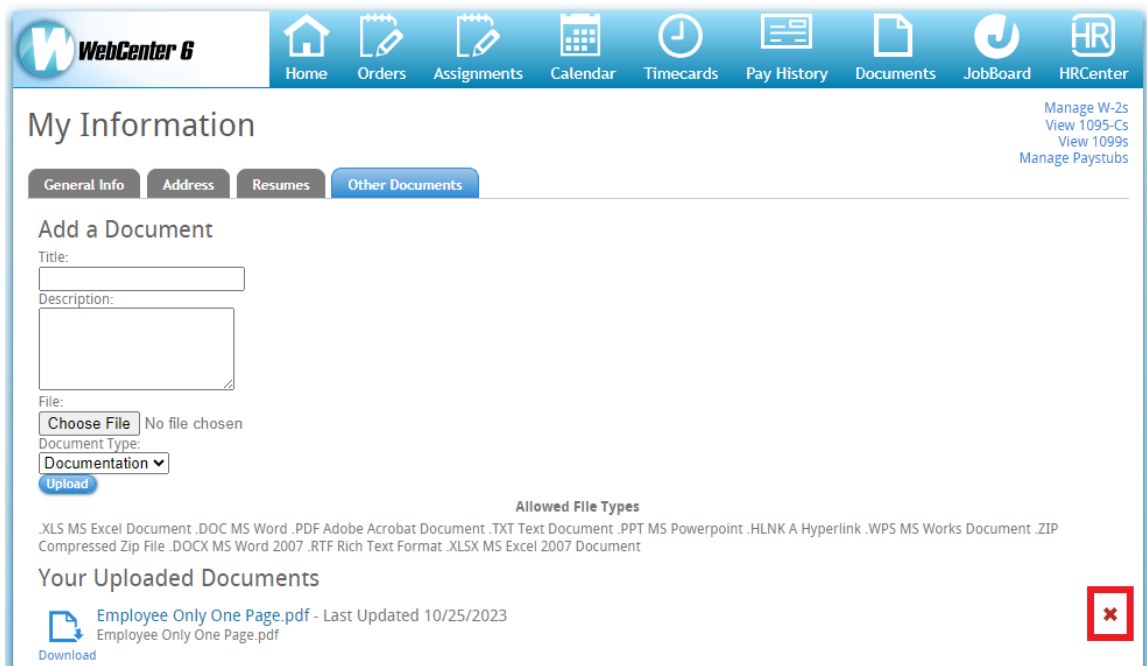 W WebCenter 6
Home Orders Assignments Calendar Timecards Pay History Documents JobBoard HR HRCenter
My Information
Manage W-2s
View 1095-Cs
View 1099s
Manage Paystubs
General Info Address Resumes Other Documents
Add a Document
Title:
Description:
File:
Choose File No file chosen
Document Type:
Documentation
Upload
Allowed File Types
.XLS MS Excel Document .DOC MS Word .PDF Adobe Acrobat Document .TXT Text Document .PPT MS Powerpoint .HLNK A Hyperlink .WPS MS Works Document .ZIP
Compressed Zip File .DOCX MS Word 2007 .RTF Rich Text Format .XLSX MS Excel 2007 Document
Your Uploaded Documents
Employee Only One Page.pdf - Last Updated 10/25/2023
Employee Only One Page.pdf
Download